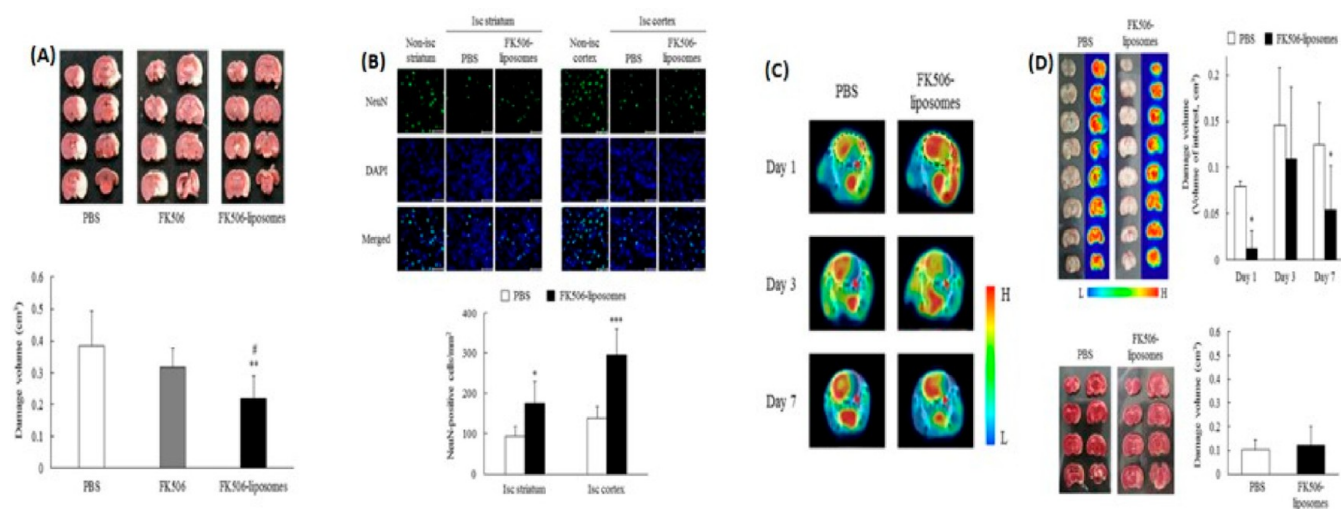 (A)
PBS FK506 FK506-liposomes
Damage volume (cm³)
0.6
0.5
0.4
0.3
0.2
0.1
0
#
**
PBS FK506 FK506-liposomes
(B)
Isc striatum Isc cortex
Non-isc striatum PBS FK506-liposomes Non-isc cortex PBS FK506-liposomes
NeuN
DAPI
Merged
PBS FK506-liposomes
NeuN-positive cells/mm²
400
300
200
100
0
*
***
Isc striatum Isc cortex
(C)
PBS FK506-liposomes
Day 1
Day 3
Day 7
H
L
(D)
PBS FK506-liposomes
L H
PBS
FK506-liposomes
Damage volume
(Volume of interest, cm³)
0.2
0.15
0.1
0.05
0
*
*
Day 1 Day 3 Day 7
PBS FK506-liposomes
Damage volume (cm³)
0.6
0.5
0.4
0.3
0.2
0.1
0
PBS FK506-liposomes